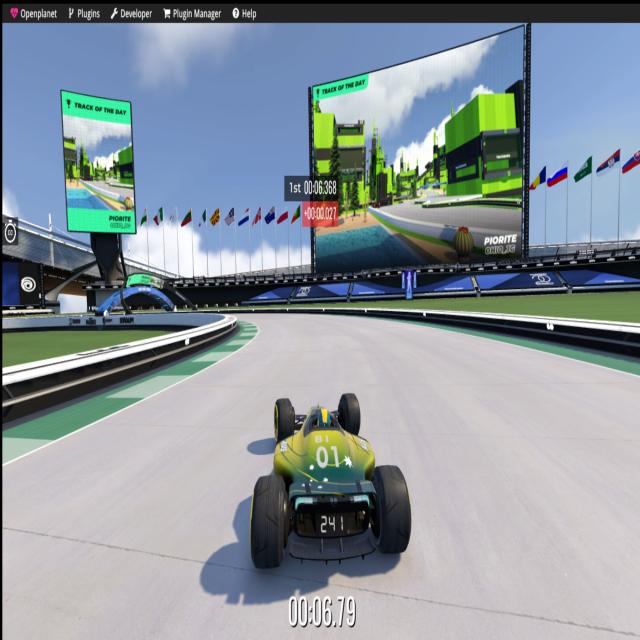 Openplanet Plugins Developer Plugin Manager Help
TRACK OF THE DAY
TRACK OF THE DAY
1st 00:06.368
+00:00.027
PIORITE
PIORITE
01
241
00:06.79